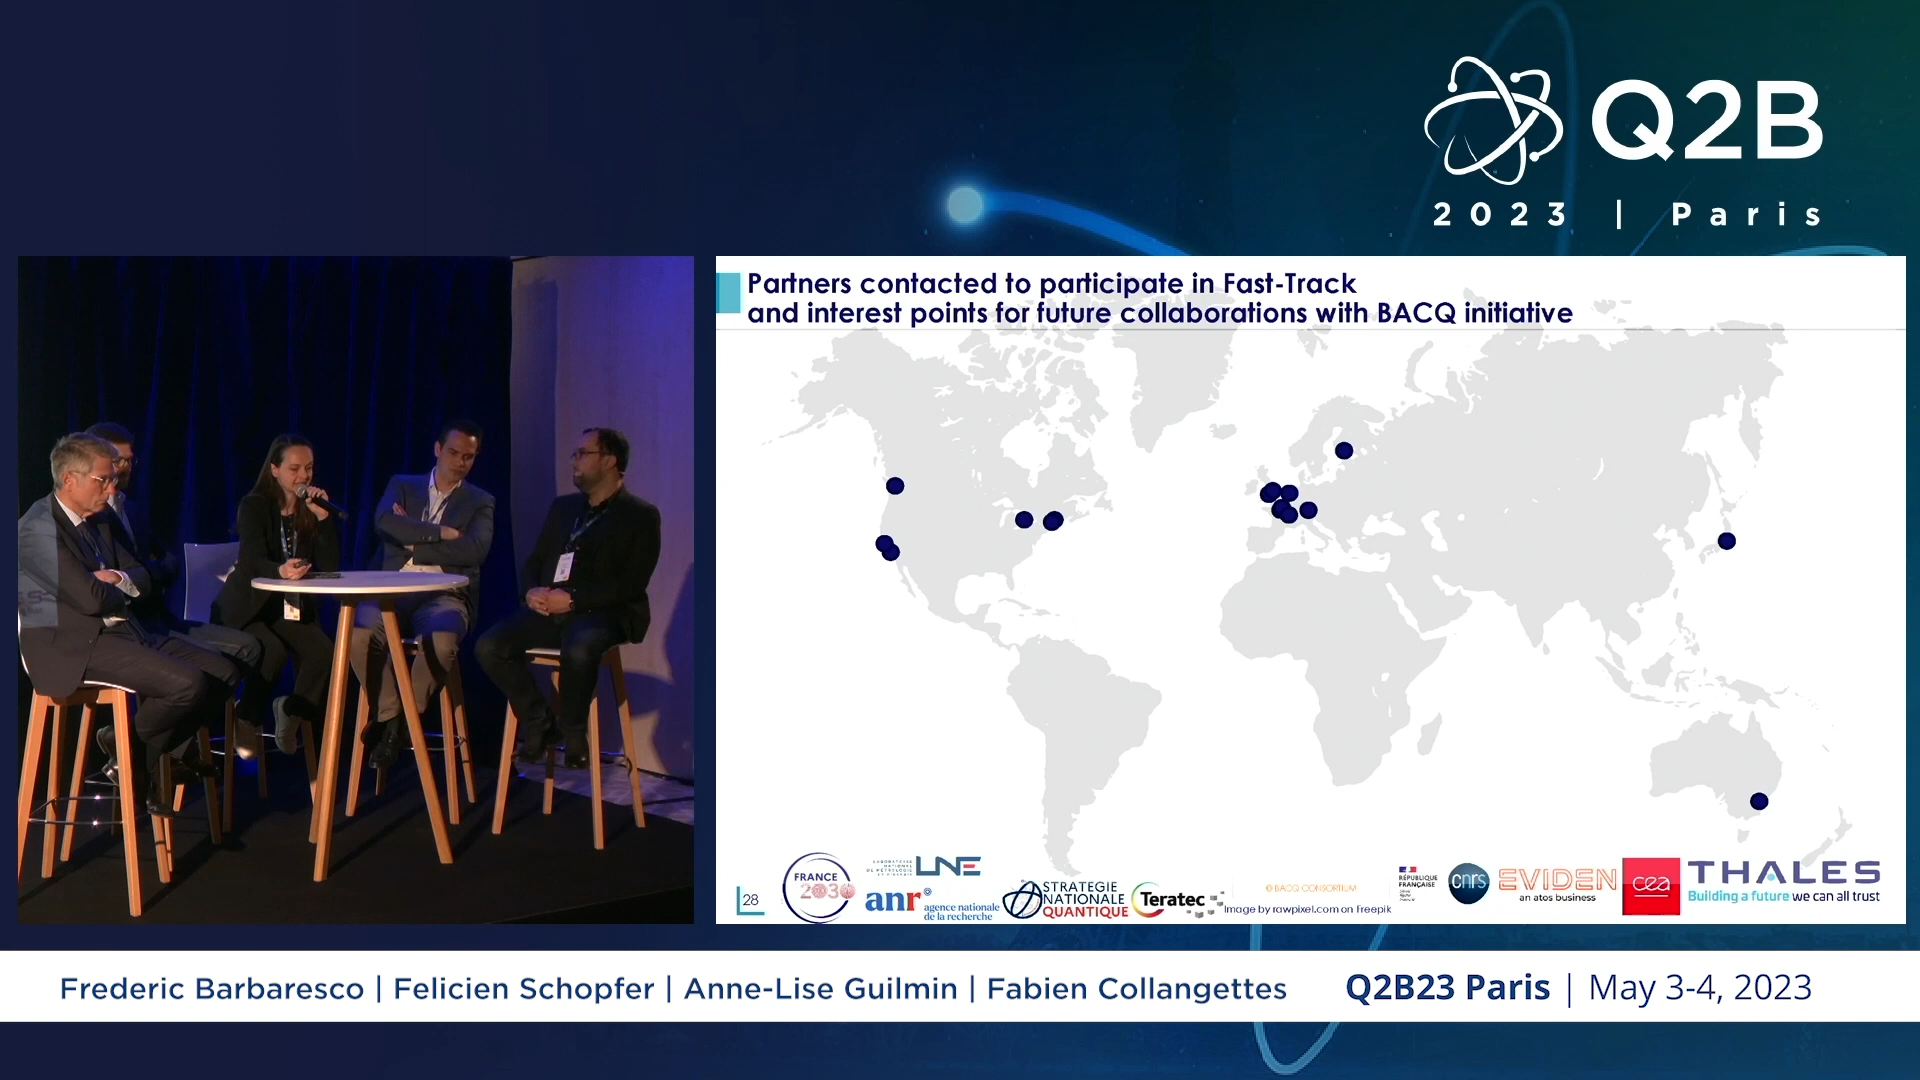 Q2B
2023 | Paris
Partners contacted to participate in Fast-Track
and interest points for future collaborations with BACQ initiative
28
FRANCE
2030
LNE
anr
agence nationale
de la recherche
STRATEGIE
NATIONALE
QUANTIQUE
Teratec
© BACQ CONSORTIUM
Image by rawpixel.com on Freepik
RÉPUBLIQUE
FRANÇAISE
cnrs
EVIDEN
an atos business
cea
THALES
Building a future we can all trust
Frederic Barbaresco | Felicien Schopfer | Anne-Lise Guilmin | Fabien Collangettes
Q2B23 Paris | May 3-4, 2023